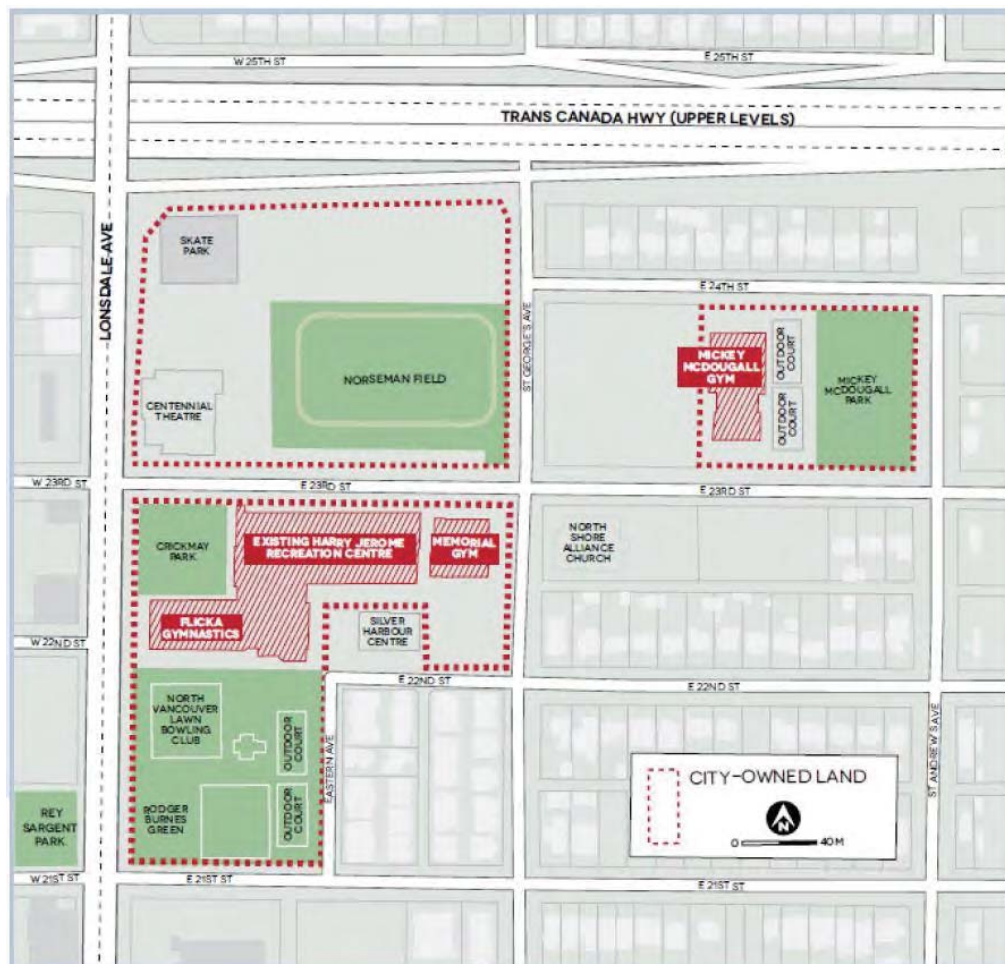 W 25TH ST
E 25TH ST
TRANS CANADA HWY (UPPER LEVELS)
LONSDALE AVE
SKATE
PARK
E 24TH ST
ST GEORGE'S AVE
NORSEMAN FIELD
CENTENNIAL
THEATRE
MICKEY
MCDOUGALL
GYM
OUTDOOR
COURT
OUTDOOR
COURT
MICKEY
MCDOUGALL
PARK
W 23RD ST
E 23RD ST
E 23RD ST
CRICKMAY
PARK
EXISTING HARRY JEROME
RECREATION CENTRE
MEMORIAL
GYM
NORTH
SHORE
ALLIANCE
CHURCH
FLICKA
GYMNASTICS
SILVER
HARBOUR
CENTRE
W 22ND ST
E 22ND ST
E 22ND ST
NORTH
VANCOUVER
LAWN
BOWLING
CLUB
OUTDOOR
COURT
EASTERN AVE
ST ANDREW'S AVE
RODGER
BURNES
GREEN
OUTDOOR
COURT
REY
SARGENT
PARK
CITY-OWNED LAND
N
0 40M
W 21ST ST
E 21ST ST
E 21ST ST